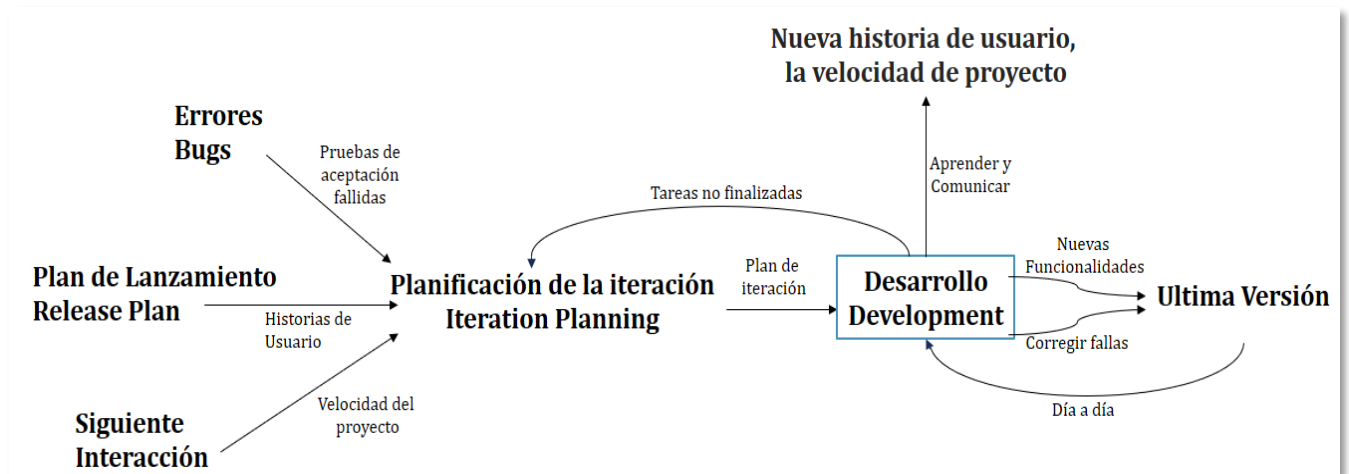 Nueva historia de usuario,
la velocidad de proyecto
Errores
Bugs
Pruebas de
aceptación
fallidas
Aprender y
Comunicar
Tareas no finalizadas
Plan de Lanzamiento
Release Plan
Historias de
Usuario
Planificación de la iteración
Iteration Planning
Plan de
iteración
Desarrollo
Development
Nuevas
Funcionalidades
Corregir fallas
Ultima Versión
Día a día
Siguiente
Interacción
Velocidad del
proyecto